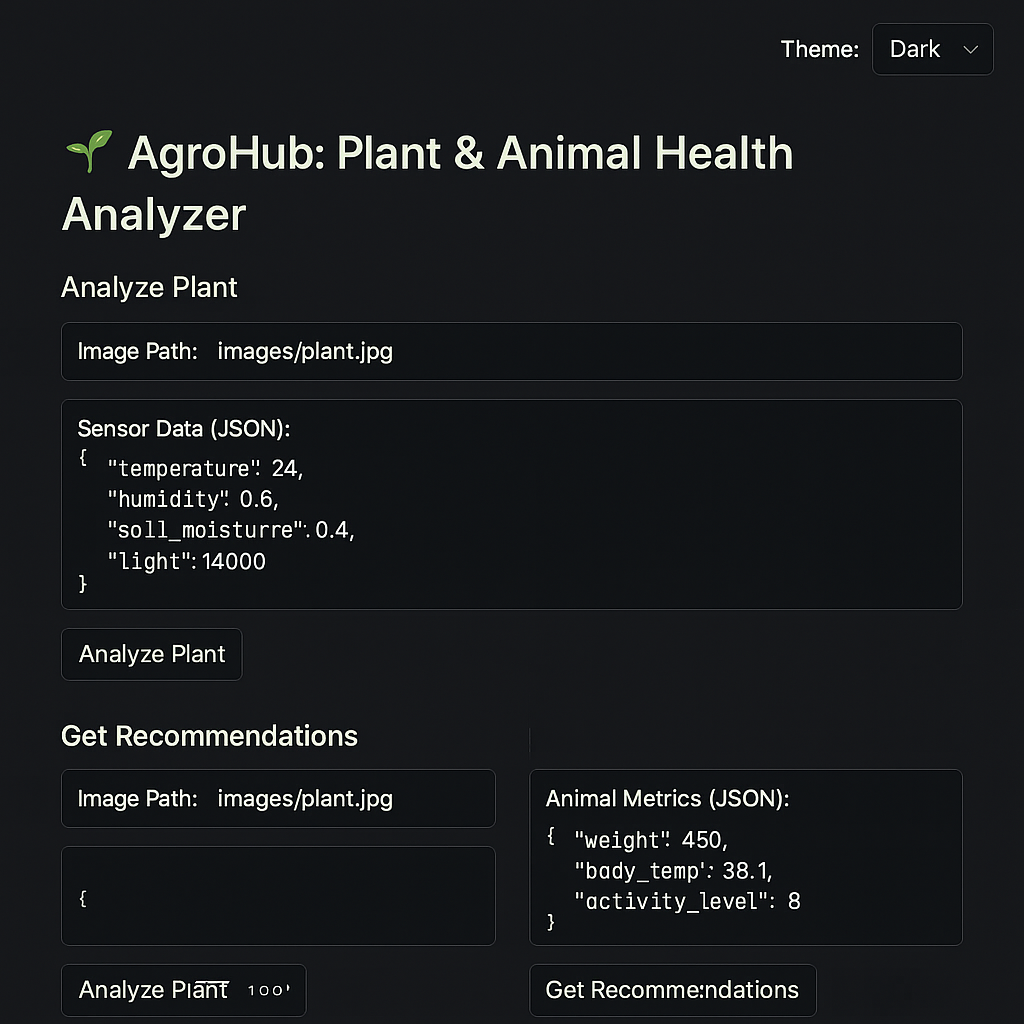 Theme: Dark
🌱 AgroHub: Plant & Animal Health
Analyzer
Analyze Plant
Image Path: images/plant.jpg
Sensor Data (JSON):
{
"temperature": 24,
"humidity": 0.6,
"soll_moisturre": 0.4,
"light": 14000
}
Analyze Plant
Get Recommendations
Image Path: images/plant.jpg
{
Analyze Plant 100'
Animal Metrics (JSON):
{ "weight": 450,
"body_temp': 38.1,
"activity_level": 8
}
Get Recomme:ndations